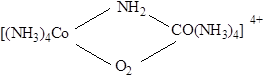 NH₂
[(NH3)₄Co CO(NH₃)₄] ⁴⁺
O₂